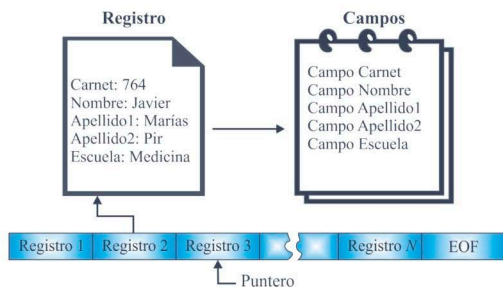 Registro
Campos
Carnet: 764
Nombre: Javier
Apellido1: Marías
Apellido2: Pir
Escuela: Medicina
Campo Carnet
Campo Nombre
Campo Apellido1
Campo Apellido2
Campo Escuela
Registro 1 Registro 2 Registro 3 Registro N EOF
Puntero